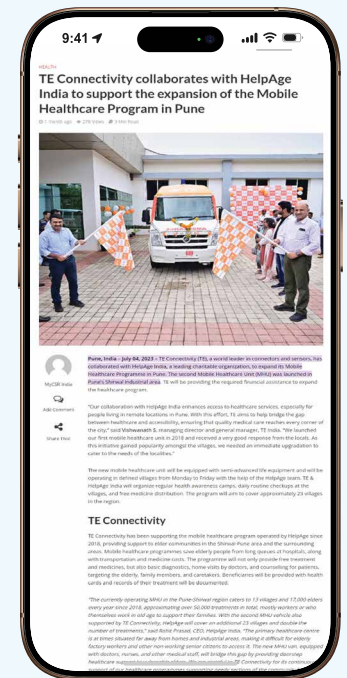 9:41
HEALTH
TE Connectivity collaborates with HelpAge
India to support the expansion of the Mobile
Healthcare Program in Pune
1 month ago 279 Views 3 Min Read
Pune, India – July 04, 2023 – TE Connectivity (TE), a world leader in connectors and sensors, has
collaborated with HelpAge India, a leading charitable organization, to expand its Mobile
Healthcare Programme in Pune. The second Mobile Healthcare Unit (MHU) was launched in
Pune's Shirwal Industrial area. TE will be providing the required financial assistance to expand
the healthcare program.
MyCSR India
Add Comment
Share This!
"Our collaboration with HelpAge India enhances access to healthcare services, especially for
people living in remote locations in Pune. With this effort, TE aims to help bridge the gap
between healthcare and accessibility, ensuring that quality medical care reaches every corner of
the city," said Vishwanath S, managing director and general manager, TE India. "We launched
our first mobile healthcare unit in 2018 and received a very good response from the locals. As
this initiative gained popularity amongst the villages, we needed an immediate upgradation to
cater to the needs of the localities."
The new mobile healthcare unit will be equipped with semi-advanced life equipment and will be
operating in defined villages from Monday to Friday with the help of the HelpAge teams. TE &
HelpAge India will organize regular health awareness camps, daily routine checkups at the
villages, and free medicine distribution. The program will aim to cover approximately 23 villages
in the region.
TE Connectivity
TE Connectivity has been supporting the mobile healthcare program operated by HelpAge since
2018, providing support to elder communities in the Shirwal-Pune area and the surrounding
areas. Mobile healthcare programmes save elderly people from long queues at hospitals, along
with transportation and medicine costs. The programme will not only provide free treatment
and medicines, but also basic diagnostics, home visits by doctors, and counselling for patients,
targeting the elderly, family members, and caretakers. Beneficiaries will be provided with health
cards and records of their treatment will be documented.
"The currently operating MHU in the Pune-Shirwal region caters to 13 villages and 17,000 elders
every year since 2018, approximating over 50,000 treatments in total, mostly workers or who
themselves work in old age to support their families. With the second MHU vehicle also
supported by TE Connectivity, HelpAge will cover an additional 23 villages and double the
number of treatments," said Rohit Prasad, CEO, HelpAge India. "The primary healthcare centre
is at times situated far away from homes and industrial areas, making it difficult for elderly
factory workers and other non-working senior citizens to access it. The new MHU van, equipped
with doctors, nurses, and other medical staff, will bridge this gap by providing doorstep
healthcare support TE Connectivity for its continuous